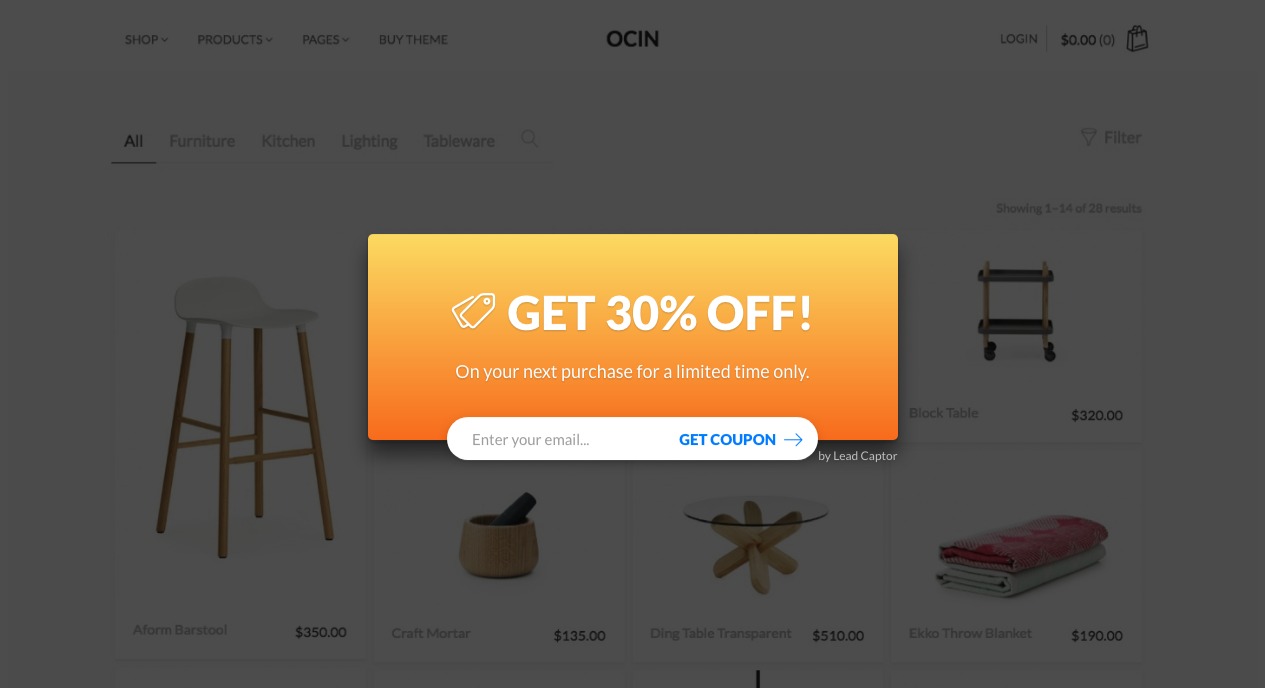 SHOP PRODUCTS PAGES BUY THEME OCIN LOGIN $0.00 (0)
All Furniture Kitchen Lighting Tableware Filter
Showing 1–14 of 28 results
GET 30% OFF!
On your next purchase for a limited time only.
Enter your email... GET COUPON
by Lead Captor
Block Table $320.00
Aform Barstool $350.00
Craft Mortar $135.00
Ding Table Transparent $510.00
Ekko Throw Blanket $190.00